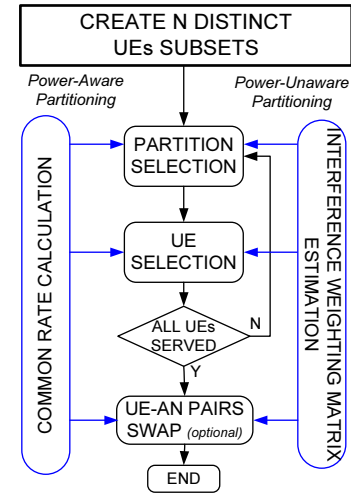 CREATE N DISTINCT
UEs SUBSETS
Power-Aware
Partitioning
Power-Unaware
Partitioning
COMMON RATE CALCULATION
PARTITION
SELECTION
UE
SELECTION
ALL UEs
SERVED
N
Y
UE-AN PAIRS
SWAP (optional)
END
INTERFERENCE WEIGHTING MATRIX
ESTIMATION